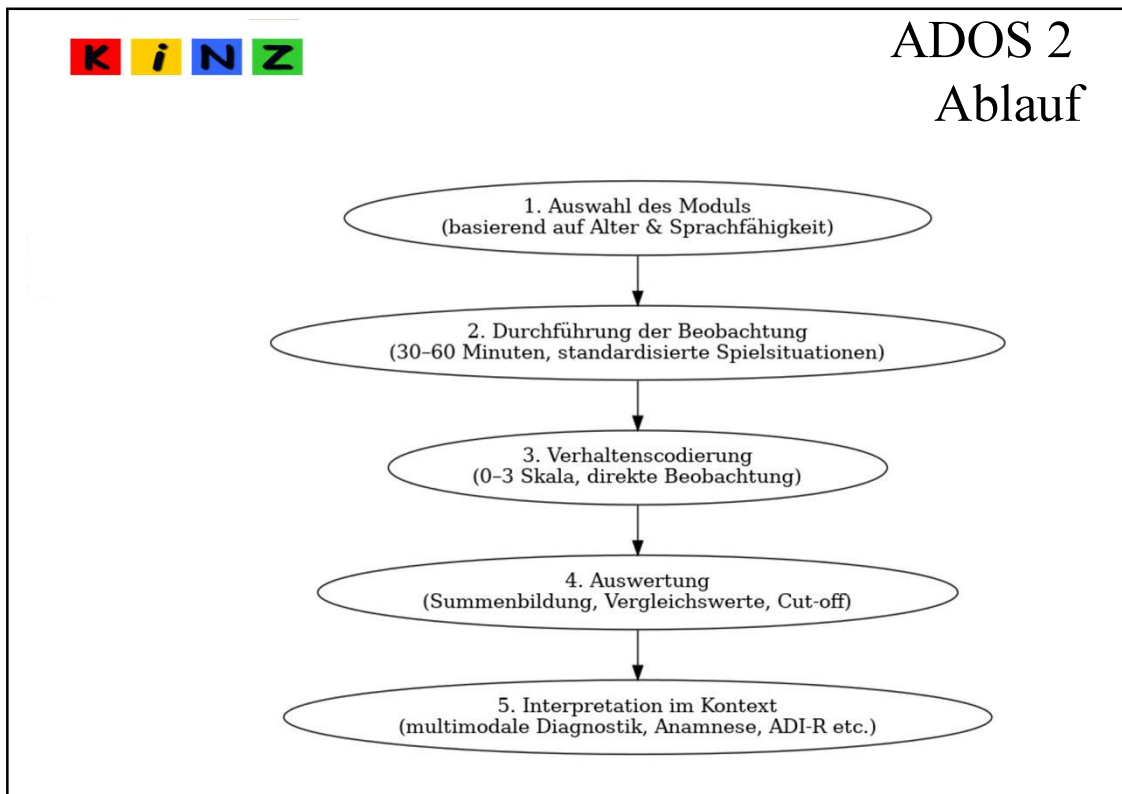 KiNZ
ADOS 2
Ablauf
1. Auswahl des Moduls
(basierend auf Alter & Sprachfähigkeit)
2. Durchführung der Beobachtung
(30–60 Minuten, standardisierte Spielsituationen)
3. Verhaltenscodierung
(0–3 Skala, direkte Beobachtung)
4. Auswertung
(Summenbildung, Vergleichswerte, Cut-off)
5. Interpretation im Kontext
(multimodale Diagnostik, Anamnese, ADI-R etc.)